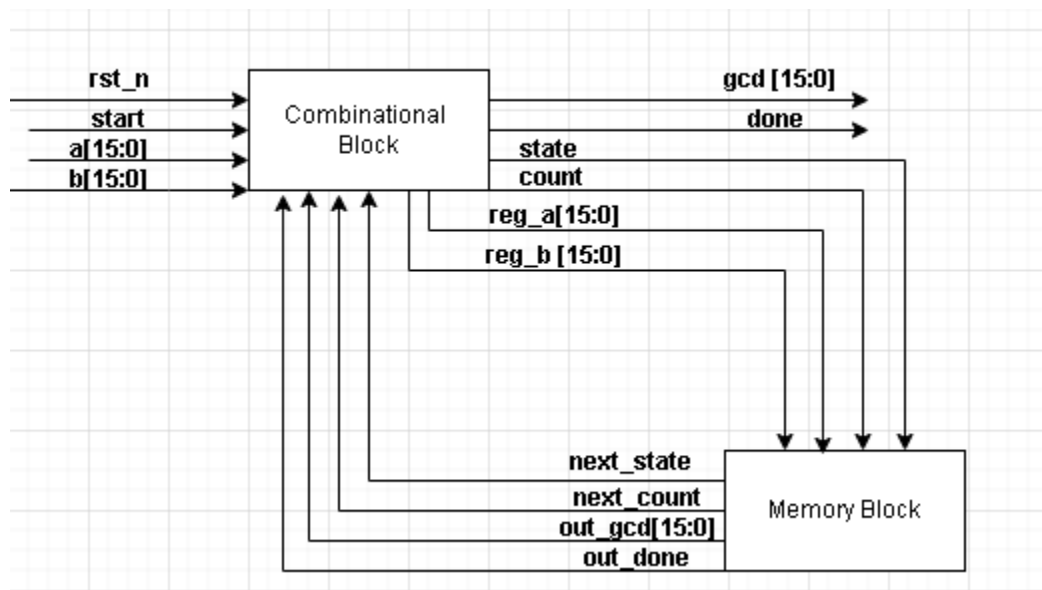 rst_n
start
a[15:0]
b[15:0]
Combinational
Block
gcd [15:0]
done
state
count
reg_a[15:0]
reg_b [15:0]
next_state
next_count
out_gcd[15:0]
out_done
Memory Block